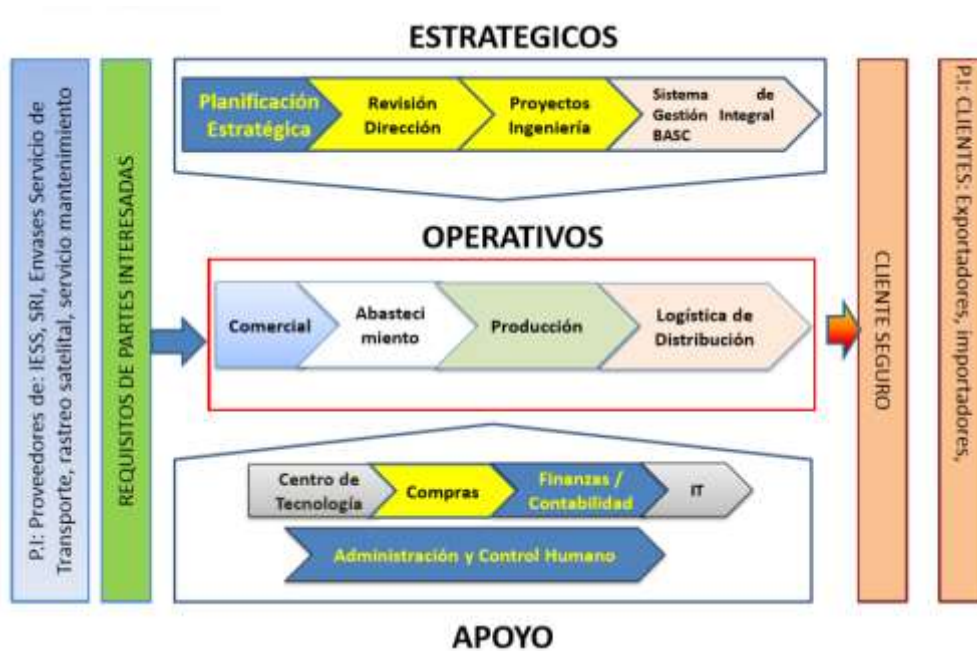 ESTRATEGICOS
Planificación
Estratégica
Revisión
Dirección
Proyectos
Ingeniería
Sistema de
Gestión Integral
BASC
P.I: Proveedores de: IESS, SRI, Envases Servicio de
Transporte, rastreo satelital, servicio mantenimiento
REQUISITOS DE PARTES INTERESADAS
OPERATIVOS
Comercial
Abasteci
miento
Producción
Logística de
Distribución
CLIENTE SEGURO
P.I: CLIENTES: Exportadores, importadores,
Centro de
Tecnología
Compras
Finanzas /
Contabilidad
IT
Administración y Control Humano
APOYO